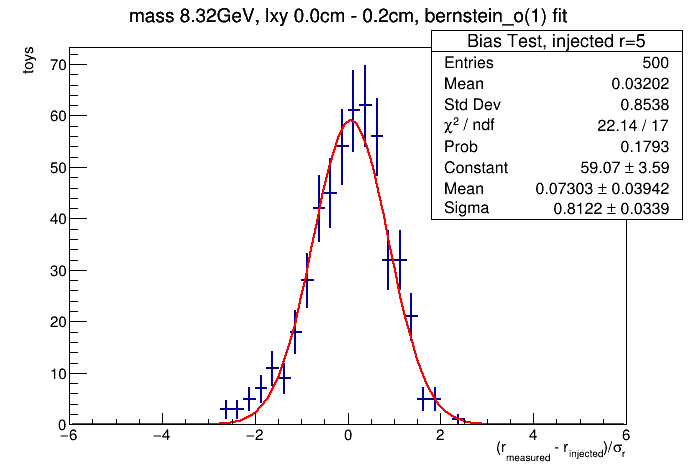 mass 8.32GeV, lxy 0.0cm - 0.2cm, bernstein_o(1) fit
toys
Bias Test, injected r=5
Entries 500
Mean 0.03202
Std Dev 0.8538
χ² / ndf 22.14 / 17
Prob 0.1793
Constant 59.07 ± 3.59
Mean 0.07303 ± 0.03942
Sigma 0.8122 ± 0.0339
70
60
50
40
30
20
10
0
−6 −4 −2 0 2 4 6
(r_measured - r_injected)/σ_r